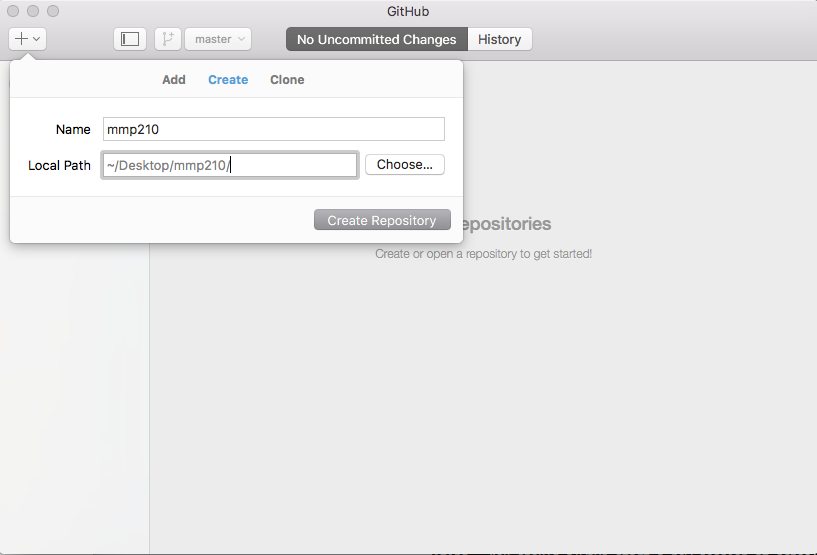 GitHub
master No Uncommitted Changes History
Add Create Clone
Name mmp210
Local Path ~/Desktop/mmp210/ Choose...
Create Repository
epositories
Create or open a repository to get started!